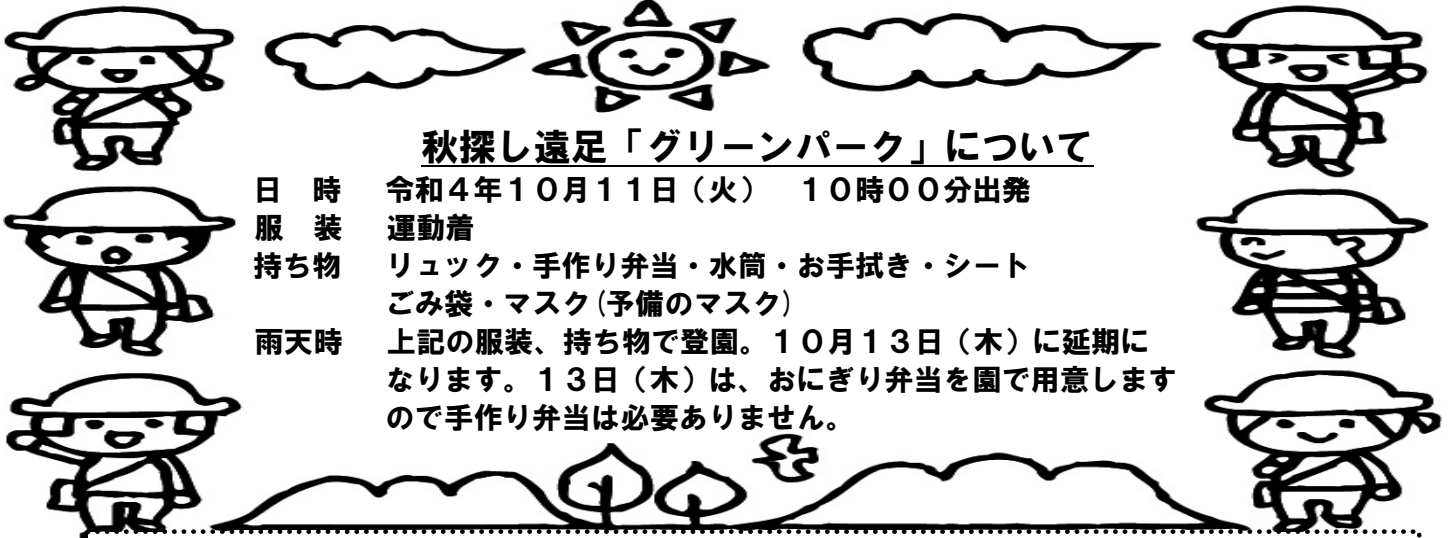 秋探し遠足「グリーンパーク」について
日　時　令和４年１０月１１日（火）　１０時００分出発
服　装　運動着
持ち物　リュック・手作り弁当・水筒・お手拭き・シート
ごみ袋・マスク(予備のマスク)
雨天時　上記の服装、持ち物で登園。１０月１３日（木）に延期に
なります。１３日（木）は、おにぎり弁当を園で用意します
ので手作り弁当は必要ありません。